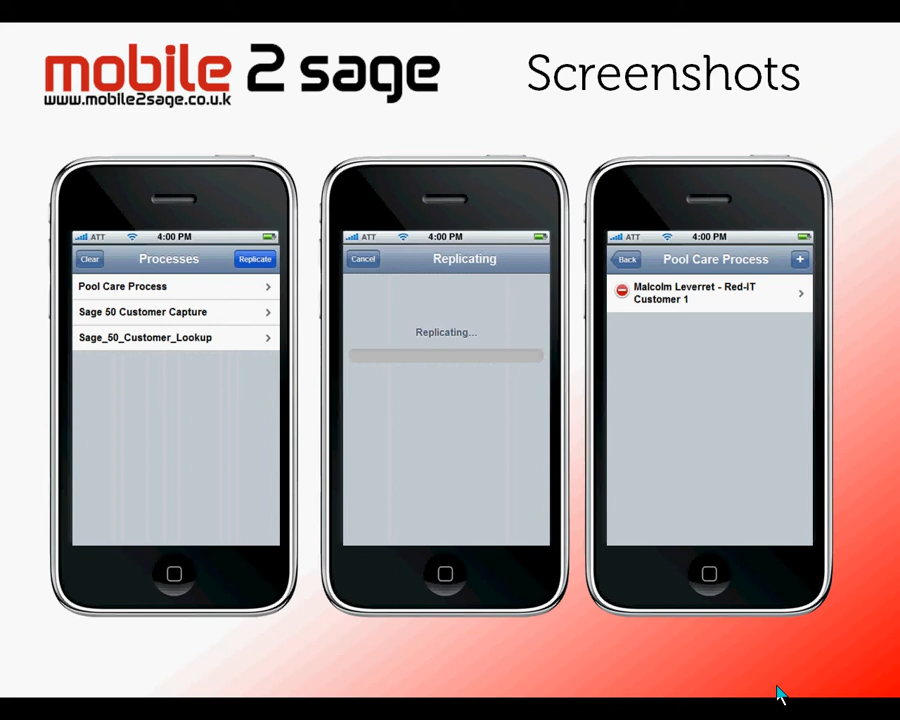 mobile 2 sage
www.mobile2sage.co.uk
Screenshots
ATT 4:00 PM
Clear Processes Replicate
Pool Care Process
Sage 50 Customer Capture
Sage_50_Customer_Lookup
ATT 4:00 PM
Cancel Replicating
Replicating...
ATT 4:00 PM
Back Pool Care Process +
Malcolm Leverret - Red-IT
Customer 1